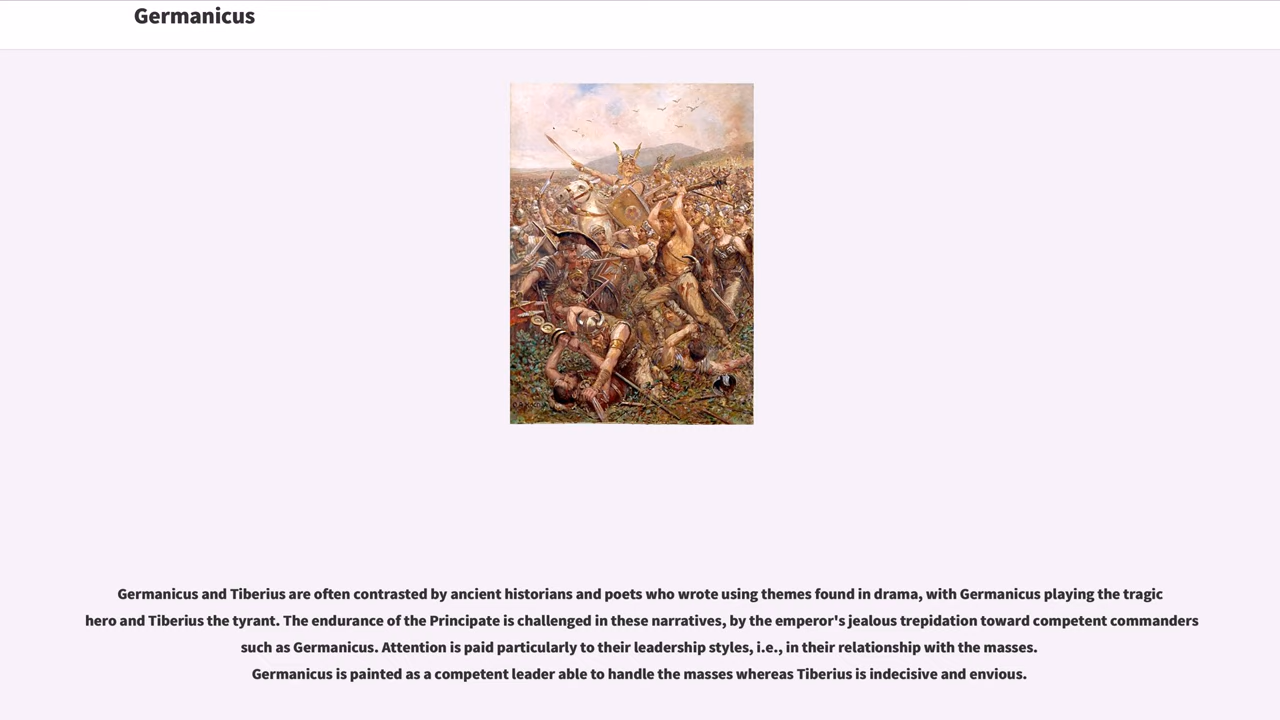 Germanicus
Germanicus and Tiberius are often contrasted by ancient historians and poets who wrote using themes found in drama, with Germanicus playing the tragic
hero and Tiberius the tyrant. The endurance of the Principate is challenged in these narratives, by the emperor's jealous trepidation toward competent commanders
such as Germanicus. Attention is paid particularly to their leadership styles, i.e., in their relationship with the masses.
Germanicus is painted as a competent leader able to handle the masses whereas Tiberius is indecisive and envious.